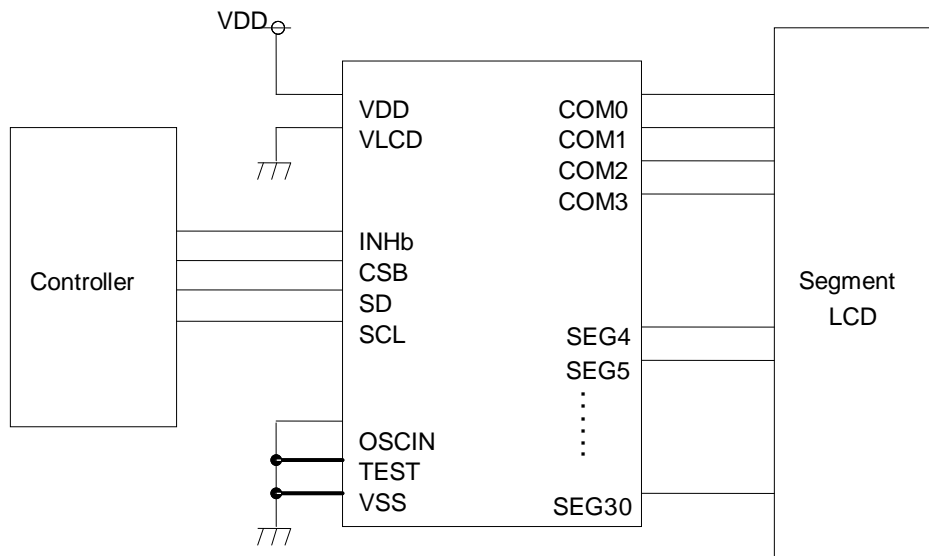 VDD
VDD
VLCD
INHb
CSB
SD
SCL
OSCIN
TEST
VSS
COM0
COM1
COM2
COM3
SEG4
SEG5
SEG30
Controller
Segment
LCD